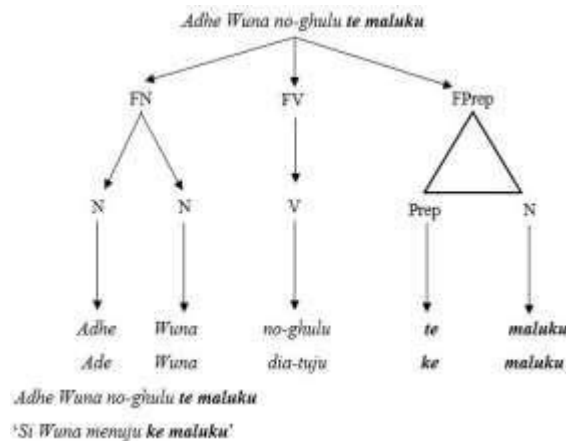 Adhe Wuna no-ghulu te maluku
FN FV FPrep
N N V Prep N
Adhe Wuna no-ghulu te maluku
Ade Wuna dia-tuju ke maluku
Adhe Wuna no-ghulu te maluku
‘Si Wuna menuju ke maluku’